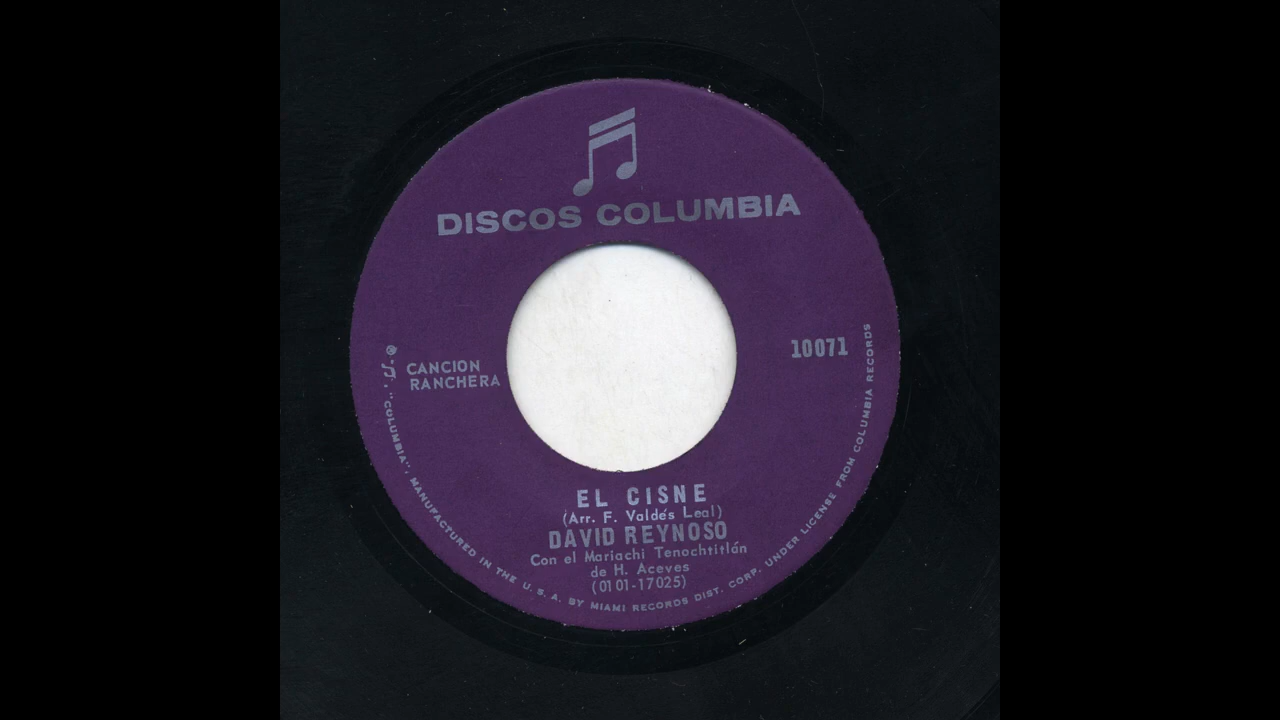 DISCOS COLUMBIA
10071
CANCION
RANCHERA
EL CISNE
(Arr. F. Valdés Leal)
DAVID REYNOSO
Con el Mariachi Tenochtitlán
de H. Aceves
(0101-17025)
® "♫", "COLUMBIA", MANUFACTURED IN THE U. S. A. BY MIAMI RECORDS DIST. CORP. UNDER LICENSE FROM COLUMBIA RECORDS